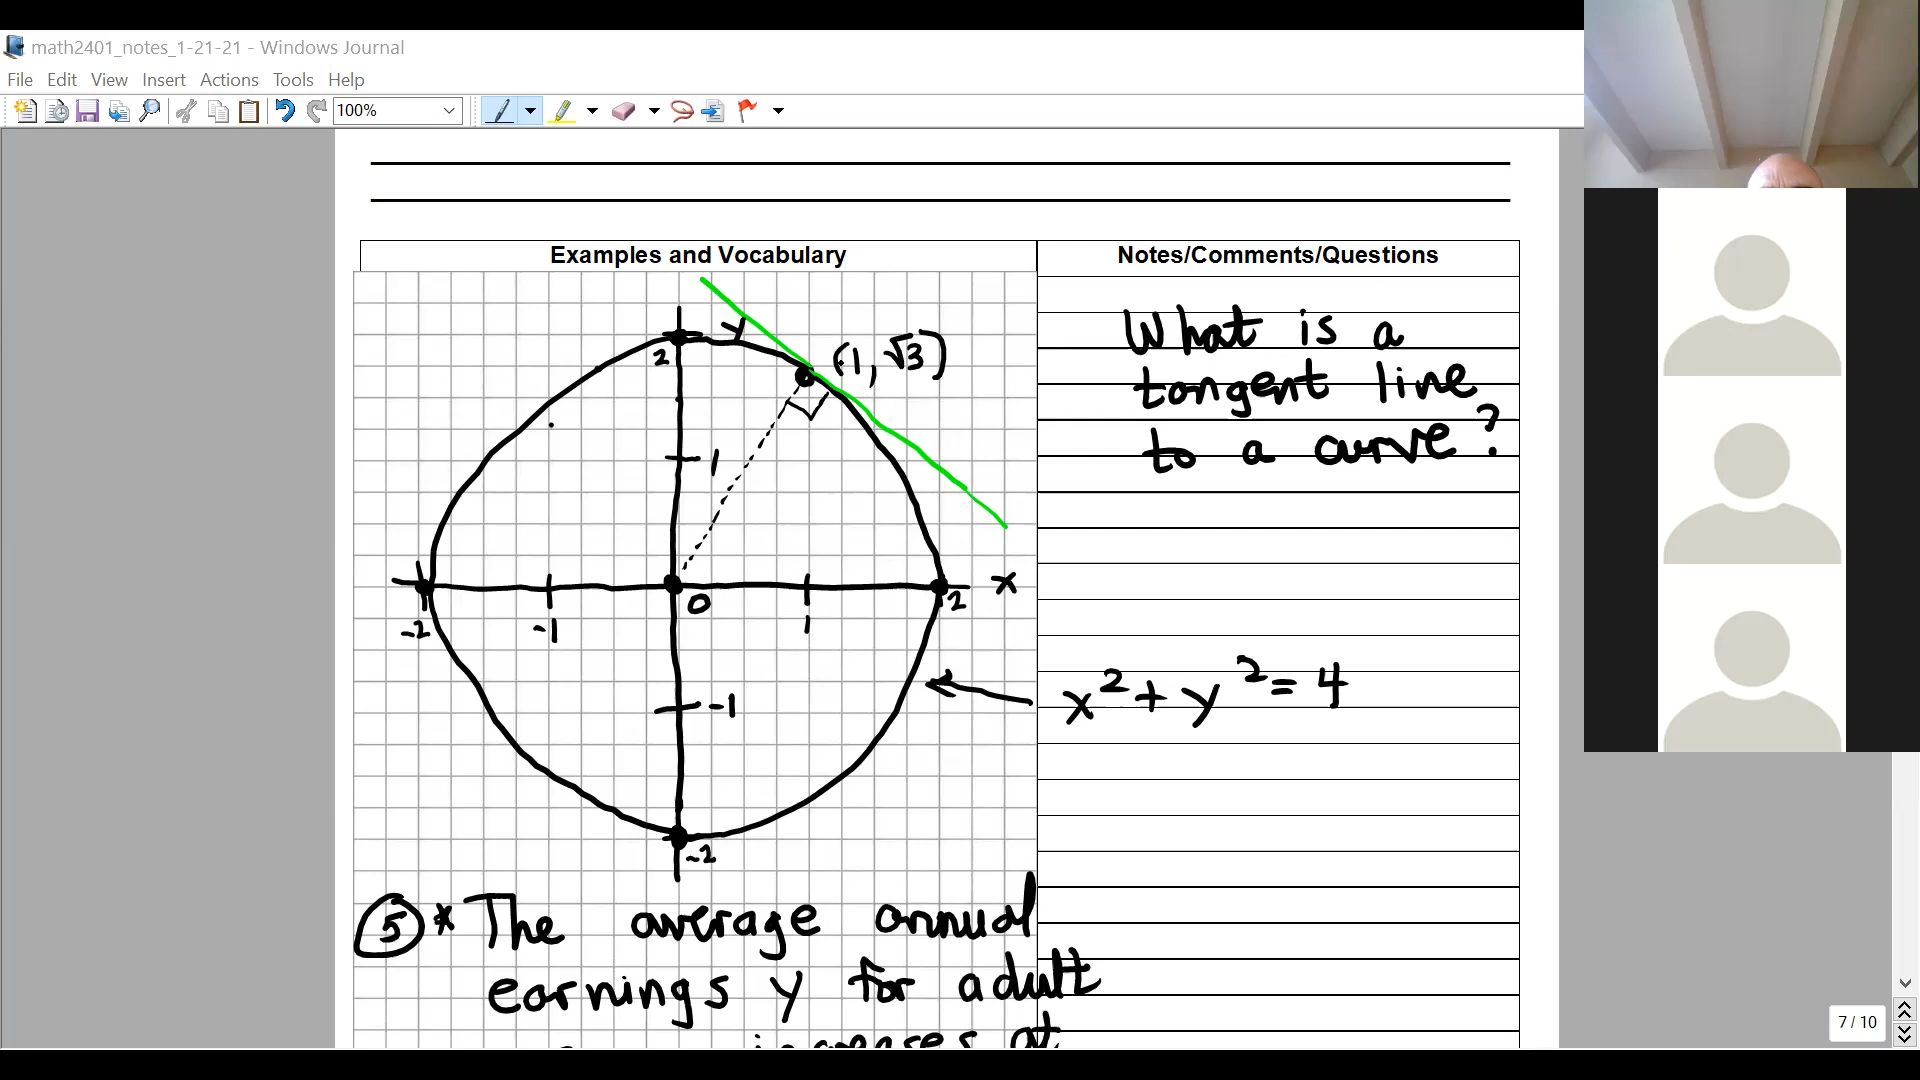 math2401_notes_1-21-21 - Windows Journal
File Edit View Insert Actions Tools Help
100%
Examples and Vocabulary
Notes/Comments/Questions
y
(1, √3)
2
1
What is a
tangent line
to a curve?
x
0
2
-2
-1
1
-1
x² + y² = 4
-2
5 * The average annual
earnings y for adult
increases at
7 / 10